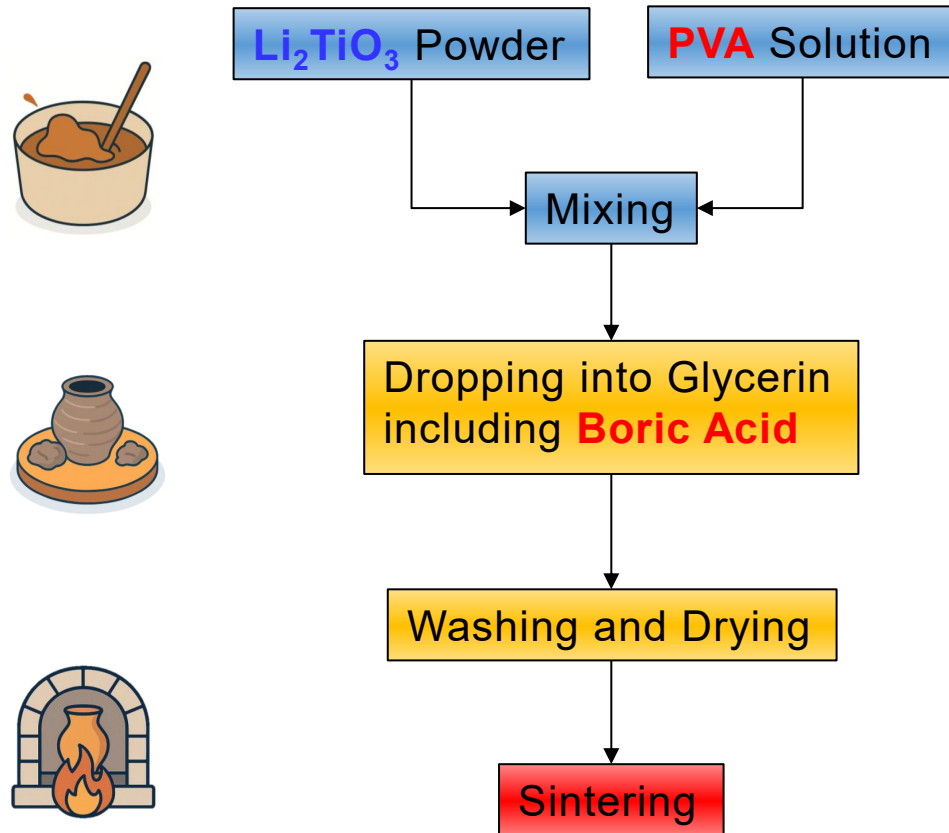 Li₂TiO₃ Powder
PVA Solution
Mixing
Dropping into Glycerin
including Boric Acid
Washing and Drying
Sintering